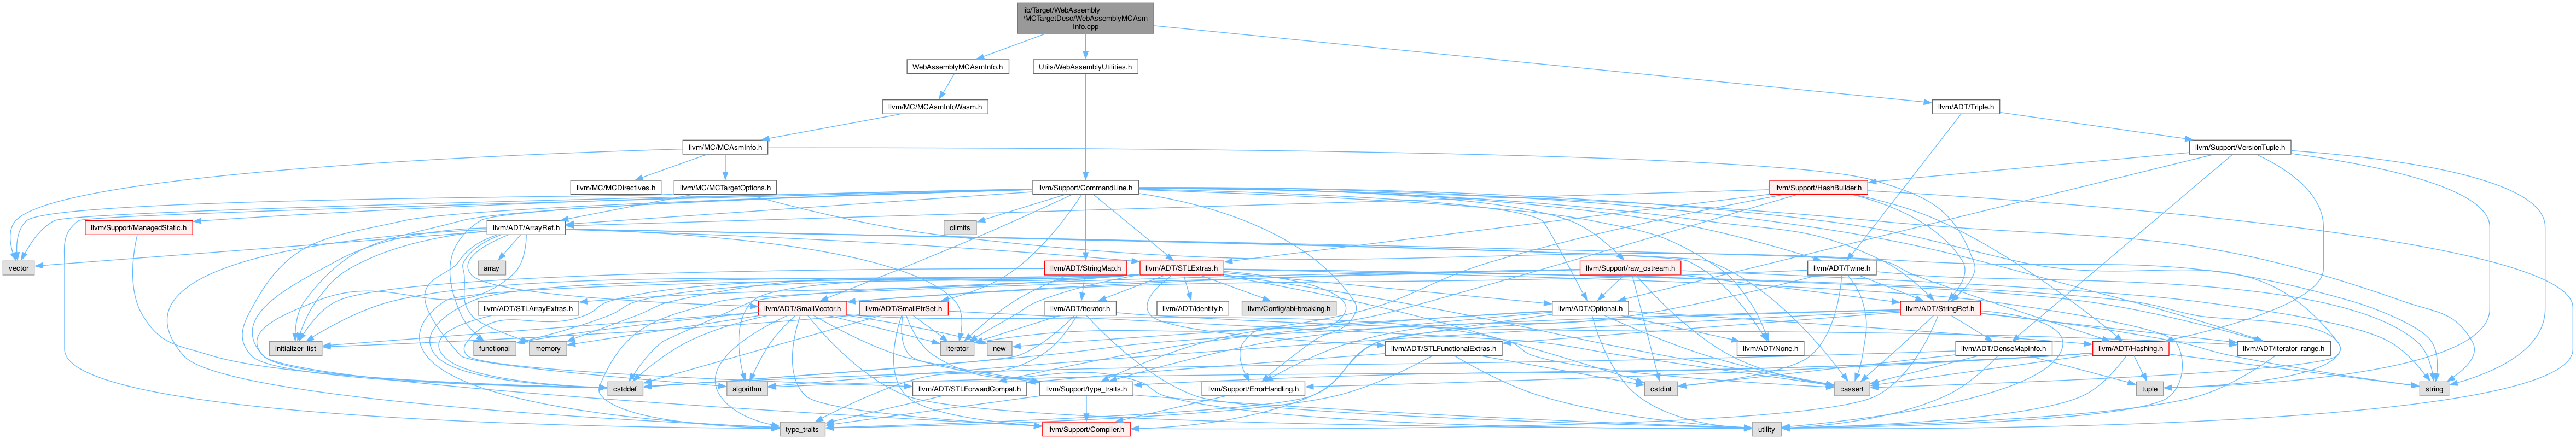 lib/Target/WebAssembly
/MCTargetDesc/WebAssemblyMCAsm
Info.cpp
WebAssemblyMCAsmInfo.h
Utils/WebAssemblyUtilities.h
llvm/MC/MCAsmInfoWasm.h
llvm/ADT/Triple.h
llvm/MC/MCAsmInfo.h
llvm/Support/VersionTuple.h
llvm/MC/MCDirectives.h
llvm/MC/MCTargetOptions.h
llvm/Support/CommandLine.h
llvm/Support/HashBuilder.h
llvm/Support/ManagedStatic.h
llvm/ADT/ArrayRef.h
climits
vector
array
llvm/ADT/StringMap.h
llvm/ADT/STLExtras.h
llvm/Support/raw_ostream.h
llvm/ADT/Twine.h
llvm/ADT/STLArrayExtras.h
llvm/ADT/SmallVector.h
llvm/ADT/SmallPtrSet.h
llvm/ADT/iterator.h
llvm/ADT/identity.h
llvm/Config/abi-breaking.h
llvm/ADT/Optional.h
llvm/ADT/StringRef.h
initializer_list
functional
memory
iterator
new
llvm/ADT/STLFunctionalExtras.h
llvm/ADT/None.h
llvm/ADT/DenseMapInfo.h
llvm/ADT/Hashing.h
llvm/ADT/iterator_range.h
cstddef
algorithm
llvm/ADT/STLForwardCompat.h
llvm/Support/type_traits.h
llvm/Support/ErrorHandling.h
cstdint
cassert
tuple
string
type_traits
llvm/Support/Compiler.h
utility